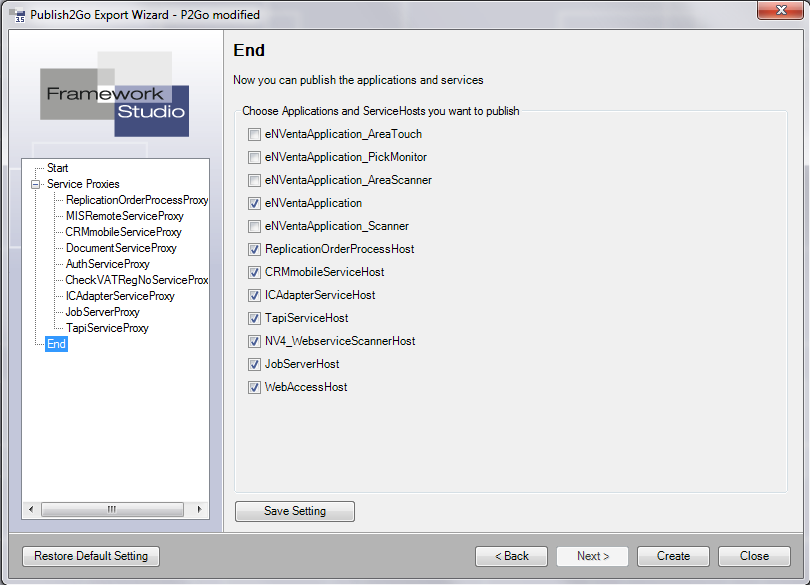 3.5
Publish2Go Export Wizard - P2Go modified
Framework
Studio
Start
Service Proxies
ReplicationOrderProcessProxy
MISRemoteServiceProxy
CRMmobileServiceProxy
DocumentServiceProxy
AuthServiceProxy
CheckVATRegNoServiceProx
ICAdapterServiceProxy
JobServerProxy
TapiServiceProxy
End
End
Now you can publish the applications and services
Choose Applications and ServiceHosts you want to publish
eNVentaApplication_AreaTouch
eNVentaApplication_PickMonitor
eNVentaApplication_AreaScanner
eNVentaApplication
eNVentaApplication_Scanner
ReplicationOrderProcessHost
CRMmobileServiceHost
ICAdapterServiceHost
TapiServiceHost
NV4_WebserviceScannerHost
JobServerHost
WebAccessHost
Save Setting
Restore Default Setting
< Back
Next >
Create
Close